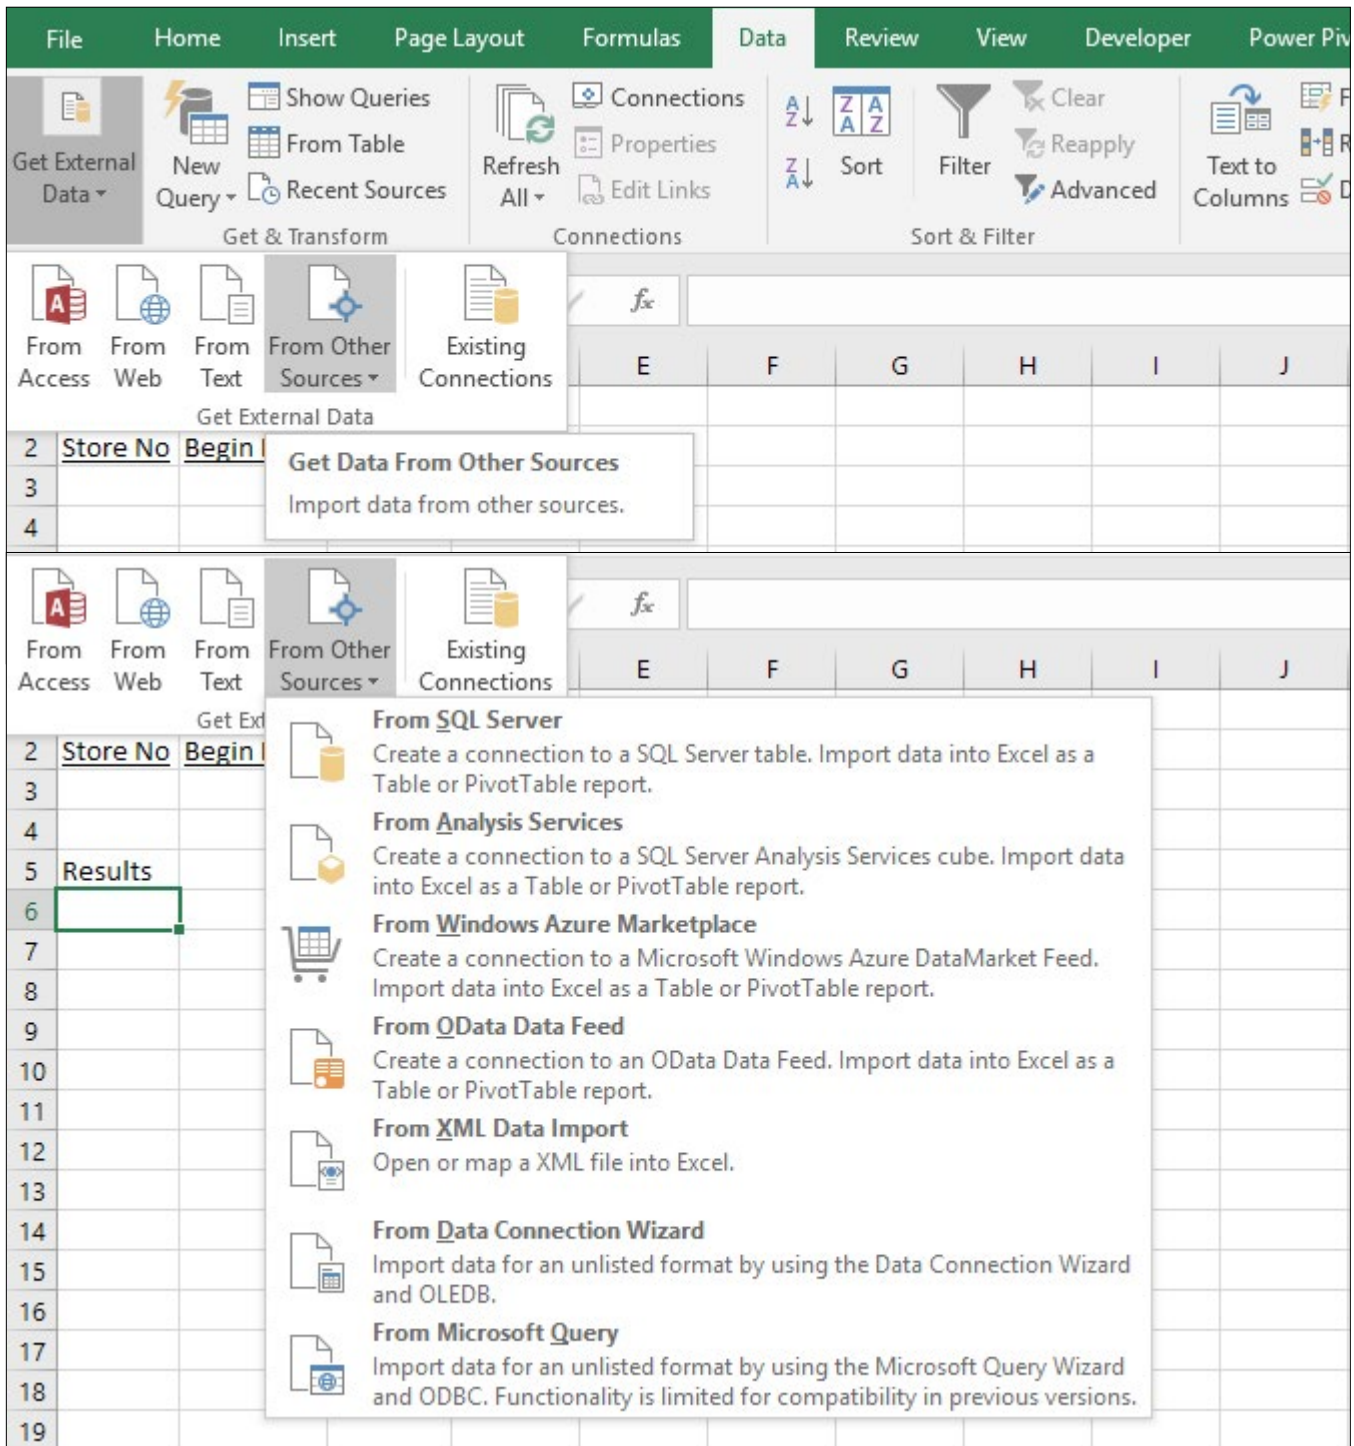 File Home Insert Page Layout Formulas Data Review View Developer Power Piv
Show Queries Connections Clear
From Table Properties Reapply
Get External Data New Query Recent Sources Refresh All Edit Links Sort Filter Advanced Text to Columns
Get & Transform Connections Sort & Filter
From Access From Web From Text From Other Sources Existing Connections
fx
E F G H I J
Get External Data
2 Store No Begin
Get Data From Other Sources
3
Import data from other sources.
4
From Access From Web From Text From Other Sources Existing Connections
fx
E F G H I J
Get Ext
2 Store No Begin
3
4
5 Results
6
7
8
9
10
11
12
13
14
15
16
17
18
19
From SQL Server
Create a connection to a SQL Server table. Import data into Excel as a
Table or PivotTable report.
From Analysis Services
Create a connection to a SQL Server Analysis Services cube. Import data
into Excel as a Table or PivotTable report.
From Windows Azure Marketplace
Create a connection to a Microsoft Windows Azure DataMarket Feed.
Import data into Excel as a Table or PivotTable report.
From OData Data Feed
Create a connection to an OData Data Feed. Import data into Excel as a
Table or PivotTable report.
From XML Data Import
Open or map a XML file into Excel.
From Data Connection Wizard
Import data for an unlisted format by using the Data Connection Wizard
and OLEDB.
From Microsoft Query
Import data for an unlisted format by using the Microsoft Query Wizard
and ODBC. Functionality is limited for compatibility in previous versions.